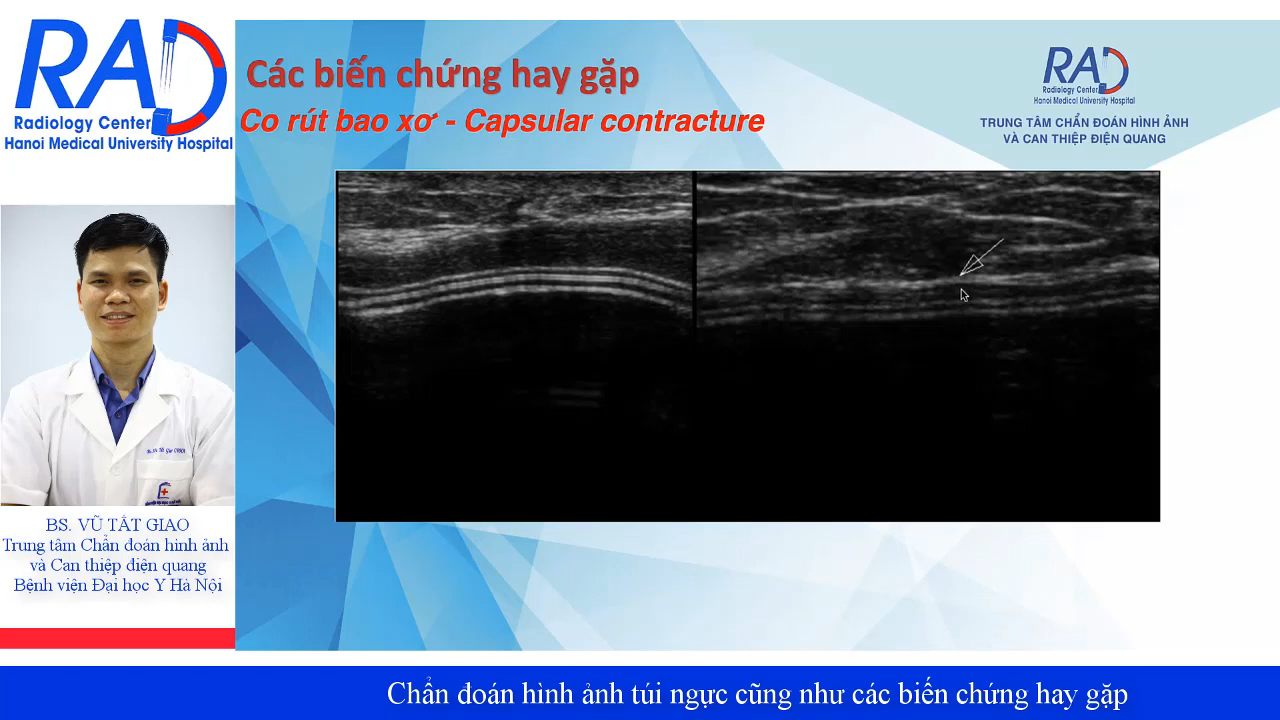 RAD
Radiology Center
Hanoi Medical University Hospital
Các biến chứng hay gặp
Co rút bao xơ - Capsular contracture
RAD
Radiology Center
Hanoi Medical University Hospital
TRUNG TÂM CHẨN ĐOÁN HÌNH ẢNH
VÀ CAN THIỆP ĐIỆN QUANG
BS. VŨ TẤT GIAO
Trung tâm Chẩn đoán hình ảnh
và Can thiệp điện quang
Bệnh viện Đại học Y Hà Nội
Chẩn đoán hình ảnh túi ngực cũng như các biến chứng hay gặp